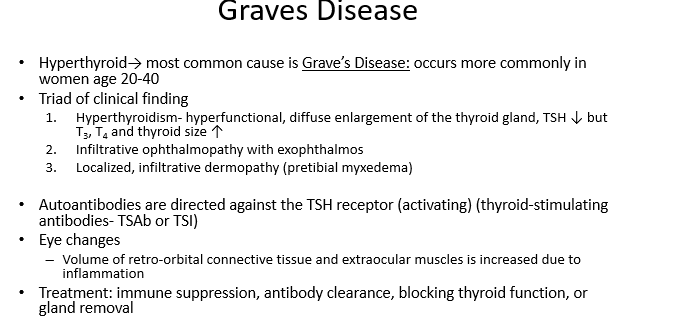 Graves Disease
• Hyperthyroid→ most common cause is Grave's Disease: occurs more commonly in
women age 20-40
• Triad of clinical finding
1. Hyperthyroidism- hyperfunctional, diffuse enlargement of the thyroid gland, TSH ↓ but
T₃, T₄ and thyroid size ↑
2. Infiltrative ophthalmopathy with exophthalmos
3. Localized, infiltrative dermopathy (pretibial myxedema)
• Autoantibodies are directed against the TSH receptor (activating) (thyroid-stimulating
antibodies- TSAb or TSI)
• Eye changes
– Volume of retro-orbital connective tissue and extraocular muscles is increased due to
inflammation
• Treatment: immune suppression, antibody clearance, blocking thyroid function, or
gland removal